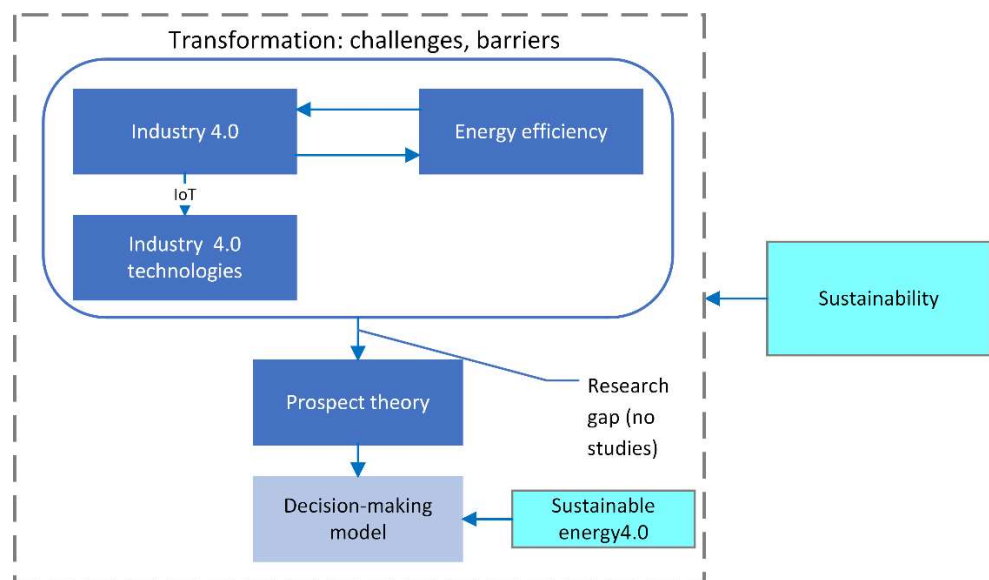 Transformation: challenges, barriers
Industry 4.0
Energy efficiency
IoT
Industry 4.0
technologies
Sustainability
Prospect theory
Research
gap (no
studies)
Decision-making
model
Sustainable
energy4.0